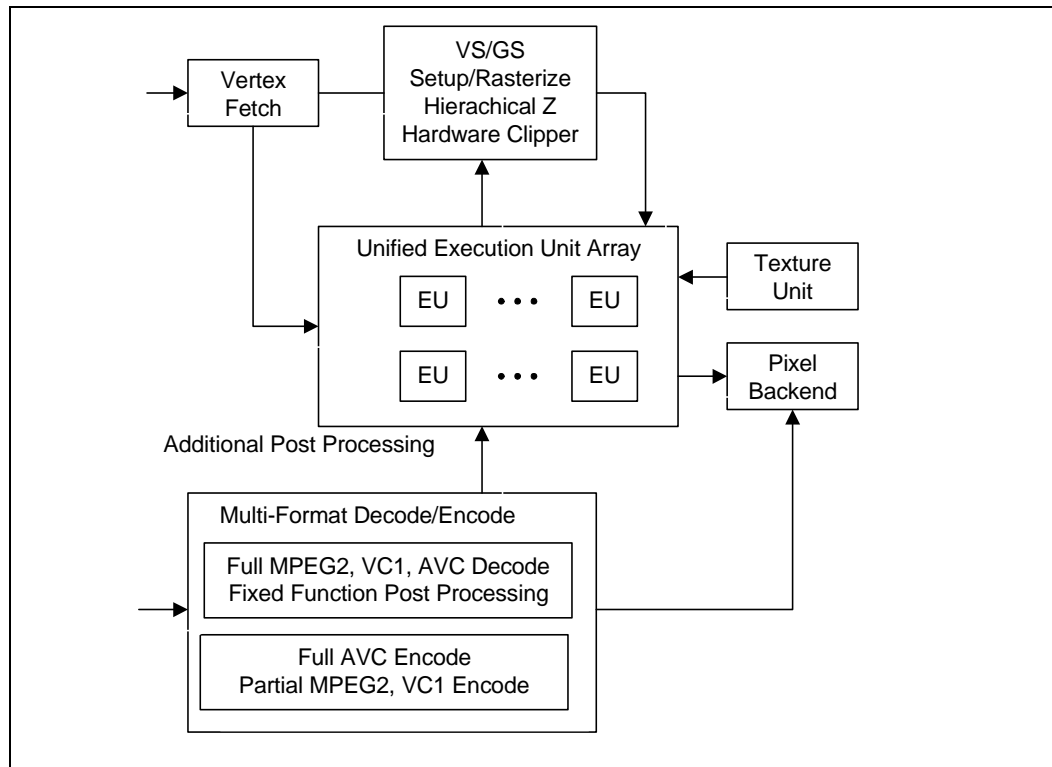 VS/GS
Setup/Rasterize
Hierachical Z
Hardware Clipper
Vertex
Fetch
Unified Execution Unit Array
EU ••• EU
EU ••• EU
Texture
Unit
Pixel
Backend
Additional Post Processing
Multi-Format Decode/Encode
Full MPEG2, VC1, AVC Decode
Fixed Function Post Processing
Full AVC Encode
Partial MPEG2, VC1 Encode